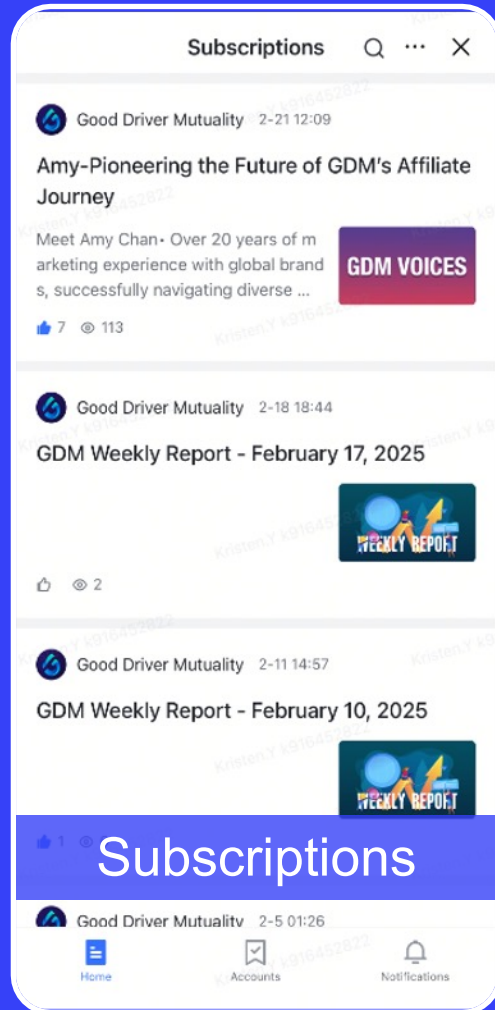 Subscriptions
Good Driver Mutuality 2-21 12:09
Amy-Pioneering the Future of GDM's Affiliate
Journey
Meet Amy Chan• Over 20 years of m
arketing experience with global brand
s, successfully navigating diverse ...
GDM VOICES
7 113
Good Driver Mutuality 2-18 18:44
GDM Weekly Report - February 17, 2025
WEEKLY REPORT
2
Good Driver Mutuality 2-11 14:57
GDM Weekly Report - February 10, 2025
WEEKLY REPORT
1
Subscriptions
Good Driver Mutuality 2-5 01:26
Home Accounts Notifications
Kristen.Y k916452822